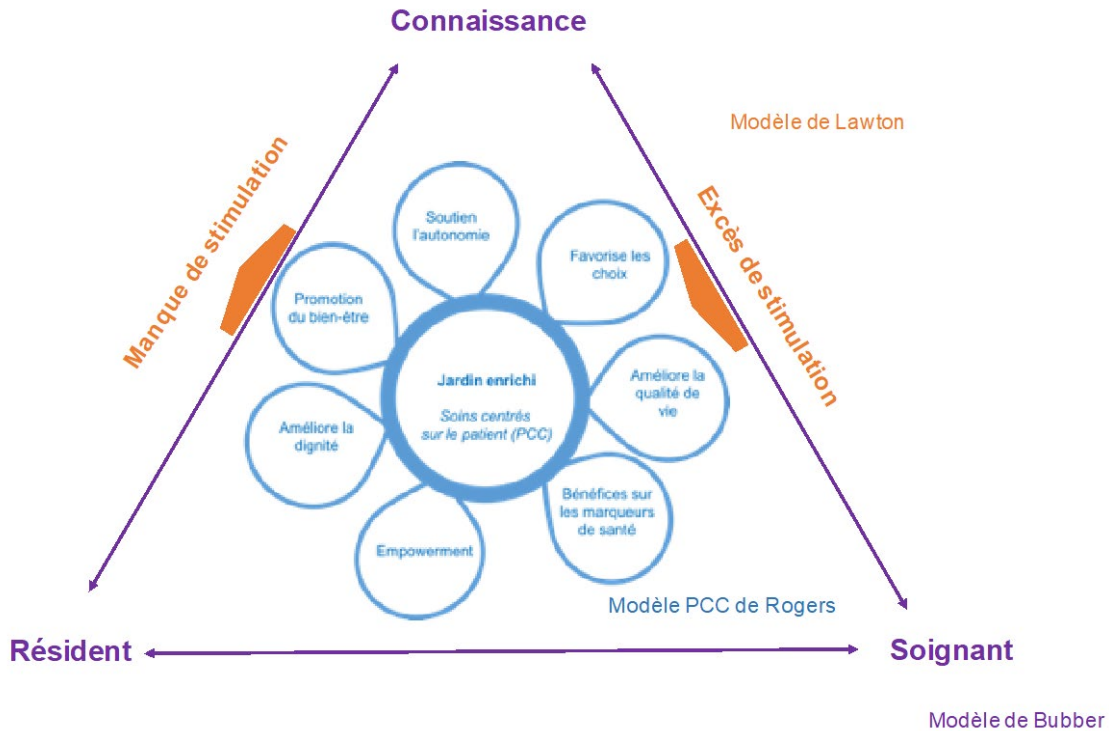 Connaissance
Modèle de Lawton
Manque de stimulation
Excès de stimulation
Soutien
l'autonomie
Favorise les
choix
Promotion
du bien-être
Améliore la
qualité de
vie
Jardin enrichi
Soins centrés
sur le patient (PCC)
Améliore la
dignité
Bénéfices sur
les marqueurs
de santé
Empowerment
Modèle PCC de Rogers
Résident
Soignant
Modèle de Bubber